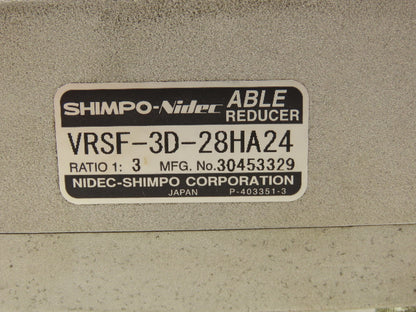 SHIMPO-Nidec ABLE
REDUCER
VRSF-3D-28HA24
RATIO 1: 3 MFG. No.30453329
NIDEC-SHIMPO CORPORATION
JAPAN P-403351-3